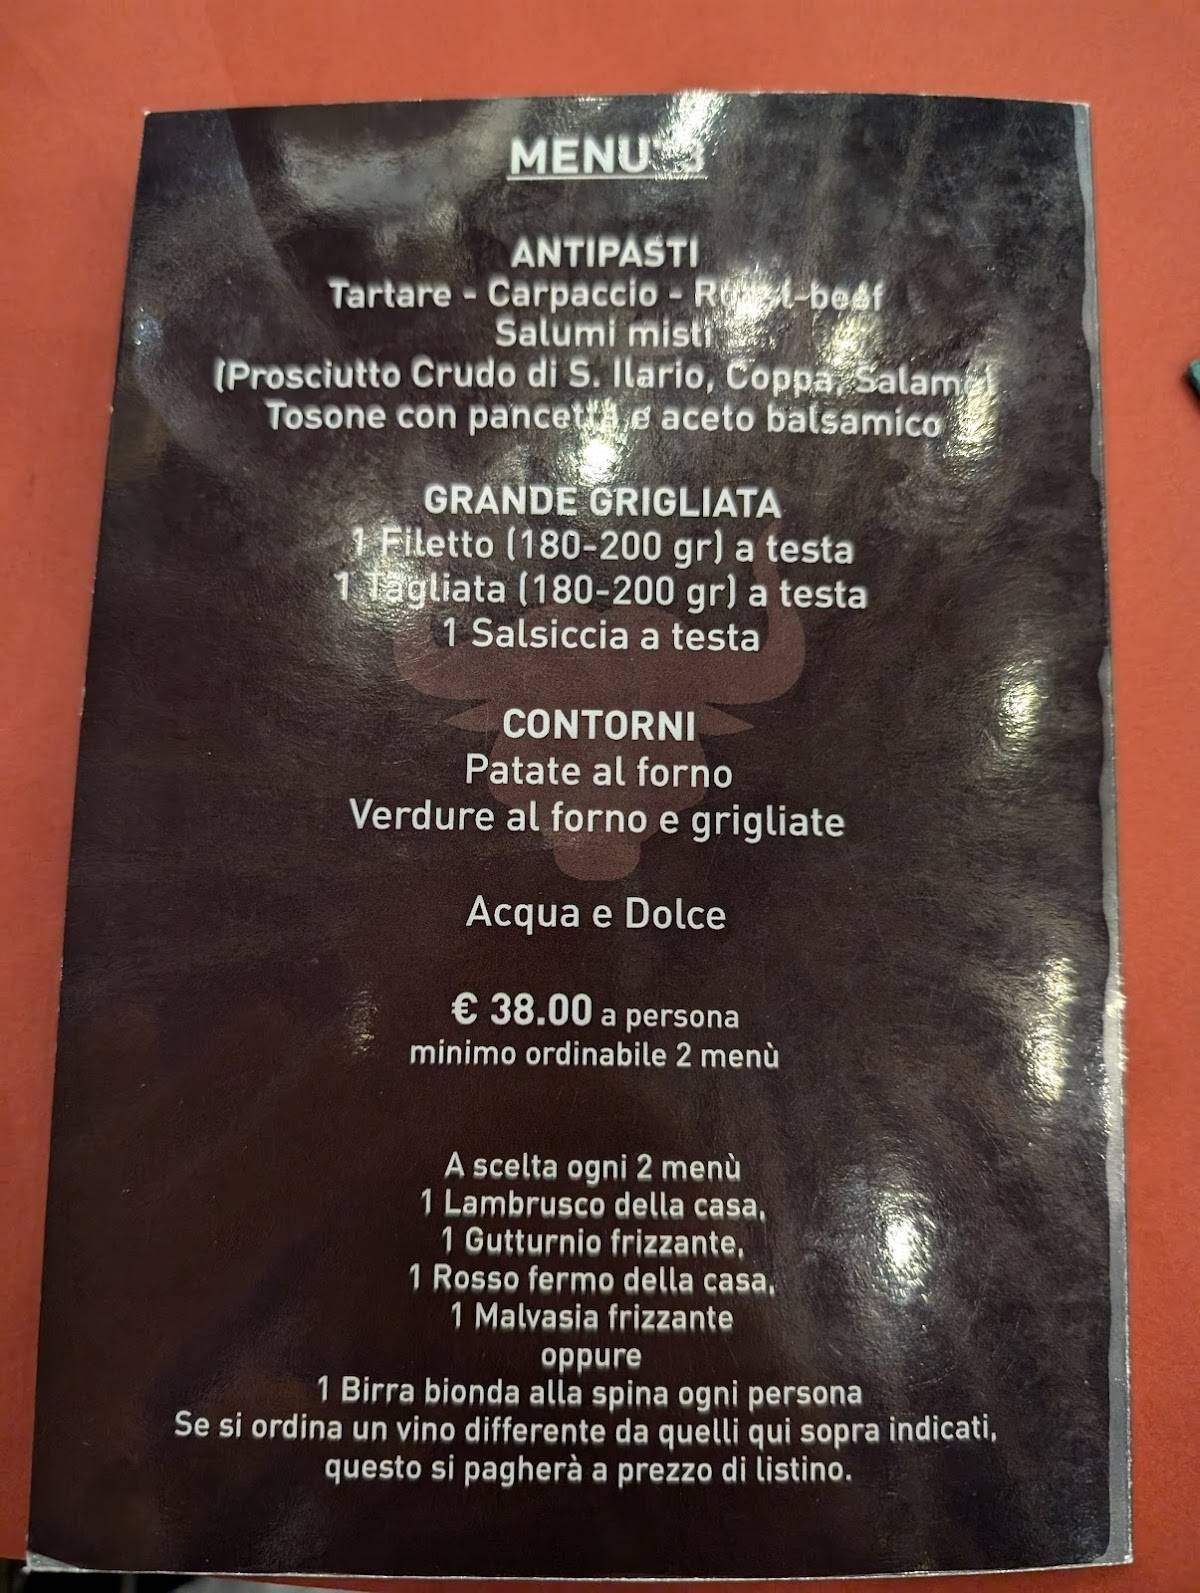 MENU' 3
ANTIPASTI
Tartare - Carpaccio - Roast-beef
Salumi misti
(Prosciutto Crudo di S. Ilario, Coppa, Salame)
Tosone con pancetta e aceto balsamico
GRANDE GRIGLIATA
1 Filetto (180-200 gr) a testa
1 Tagliata (180-200 gr) a testa
1 Salsiccia a testa
CONTORNI
Patate al forno
Verdure al forno e grigliate
Acqua e Dolce
€ 38.00 a persona
minimo ordinabile 2 menù
A scelta ogni 2 menù
1 Lambrusco della casa,
1 Gutturnio frizzante,
1 Rosso fermo della casa,
1 Malvasia frizzante
oppure
1 Birra bionda alla spina ogni persona
Se si ordina un vino differente da quelli qui sopra indicati,
questo si pagherà a prezzo di listino.